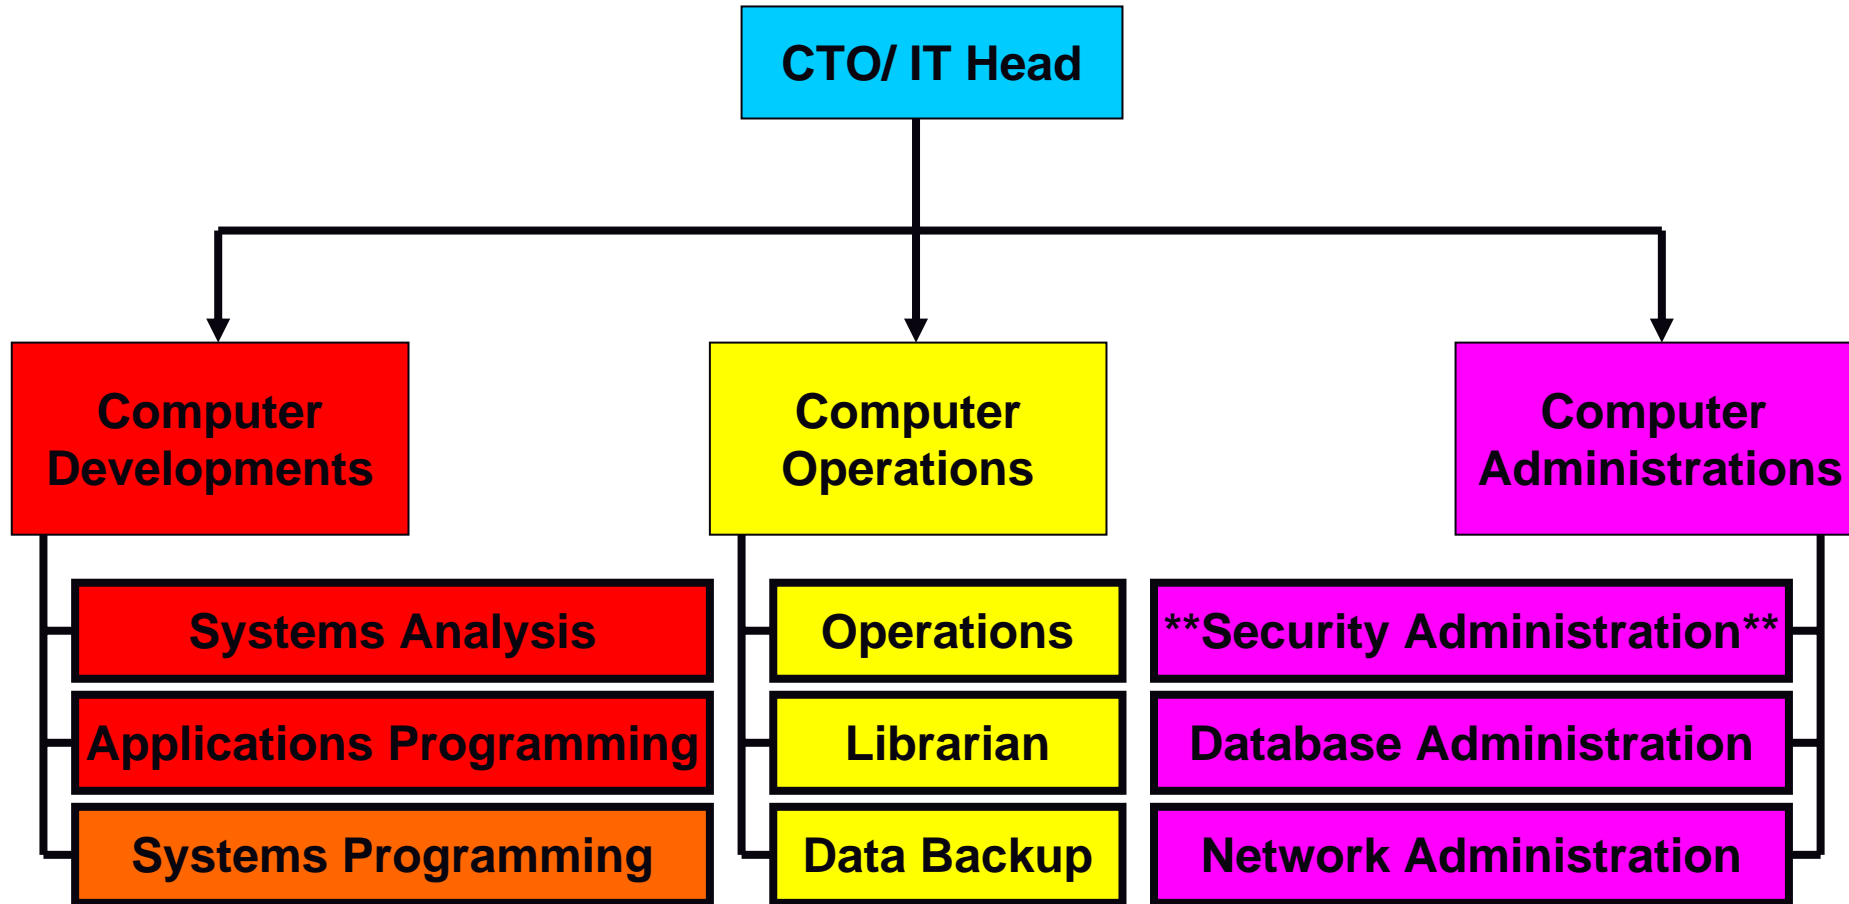 CTO/ IT Head
Computer
Developments
Computer
Operations
Computer
Administrations
Systems Analysis
Applications Programming
Systems Programming
Operations
Librarian
Data Backup
**Security Administration**
Database Administration
Network Administration